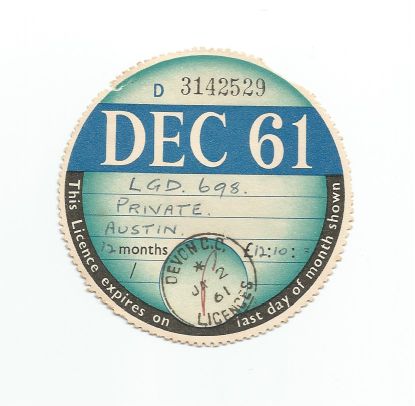 D 3142529
DEC 61
LGD. 698.
PRIVATE.
AUSTIN.
12 months £12:10:
This Licence expires on last day of month shown
DEVON C.C.
2
JA
61
LICENCES